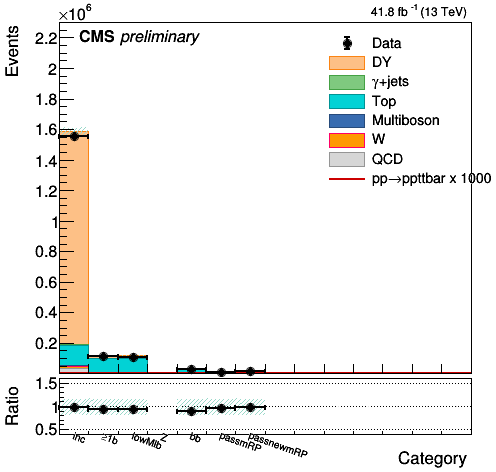 ×10⁶
41.8 fb⁻¹ (13 TeV)
CMS preliminary
Events
2.2
2
1.8
1.6
1.4
1.2
1
0.8
0.6
0.4
0.2
Data
DY
γ+jets
Top
Multiboson
W
QCD
pp→ppttbar x 1000
Ratio
1.5
1
0.5
inc
≥1b
lowMlb
Z
bb
passmRP
passnewmRP
Category